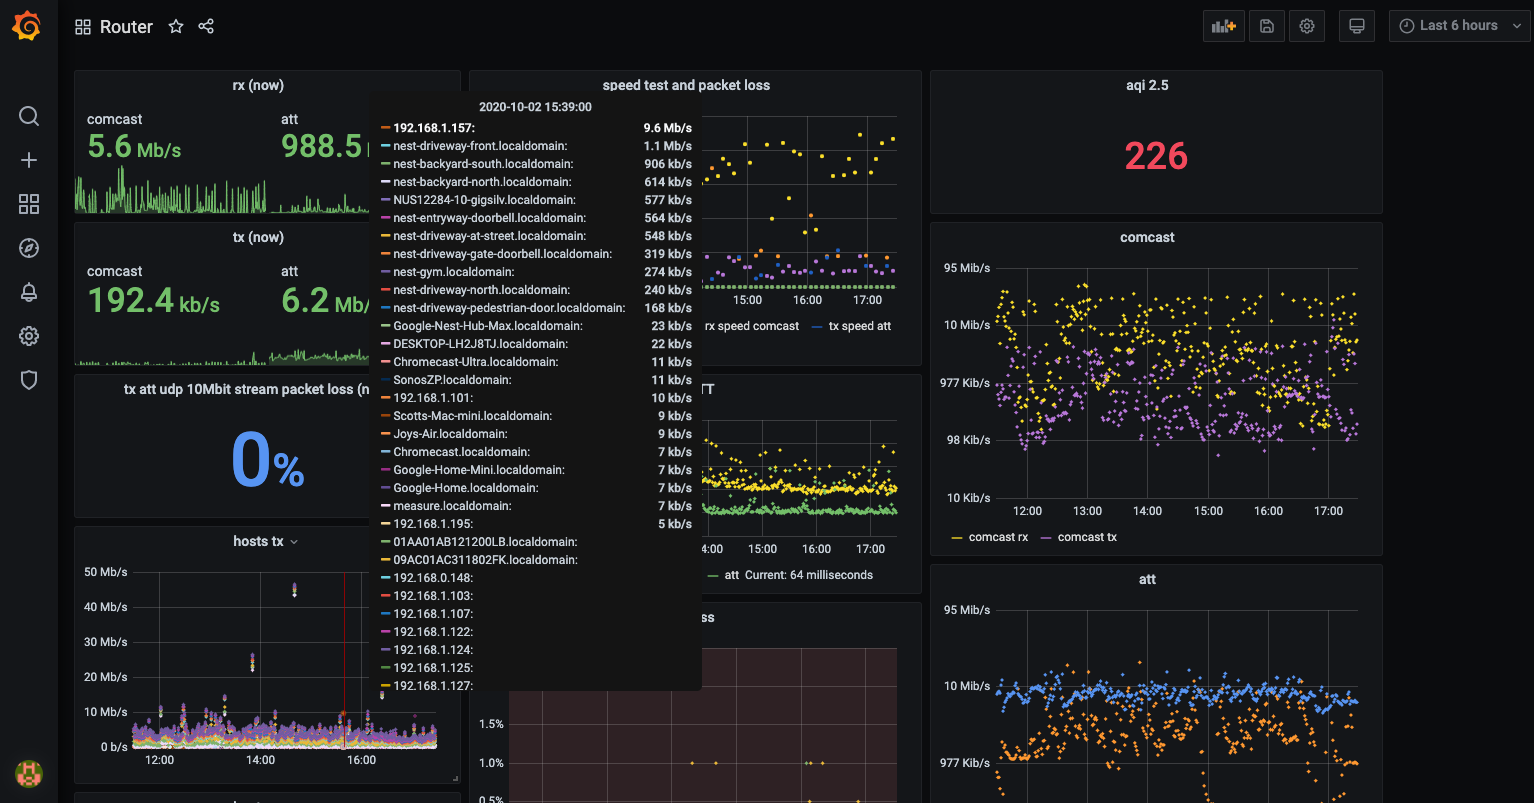 Router
Last 6 hours
rx (now)
comcast
att
5.6 Mb/s
988.5
tx (now)
comcast
att
192.4 kb/s
6.2 Mb/
tx att udp 10Mbit stream packet loss (n
0%
hosts tx
50 Mb/s
40 Mb/s
30 Mb/s
20 Mb/s
10 Mb/s
0 b/s
12:00
14:00
16:00
speed test and packet loss
2020-10-02 15:39:00
192.168.1.157: 9.6 Mb/s
nest-driveway-front.localdomain: 1.1 Mb/s
nest-backyard-south.localdomain: 906 kb/s
nest-backyard-north.localdomain: 614 kb/s
NUS12284-10-gigsilv.localdomain: 577 kb/s
nest-entryway-doorbell.localdomain: 564 kb/s
nest-driveway-at-street.localdomain: 548 kb/s
nest-driveway-gate-doorbell.localdomain: 319 kb/s
nest-gym.localdomain: 274 kb/s
nest-driveway-north.localdomain: 240 kb/s
nest-driveway-pedestrian-door.localdomain: 168 kb/s
Google-Nest-Hub-Max.localdomain: 23 kb/s
DESKTOP-LH2J8TJ.localdomain: 22 kb/s
Chromecast-Ultra.localdomain: 11 kb/s
SonosZP.localdomain: 11 kb/s
192.168.1.101: 10 kb/s
Scotts-Mac-mini.localdomain: 9 kb/s
Joys-Air.localdomain: 9 kb/s
Chromecast.localdomain: 7 kb/s
Google-Home-Mini.localdomain: 7 kb/s
Google-Home.localdomain: 7 kb/s
measure.localdomain: 7 kb/s
192.168.1.195: 5 kb/s
01AA01AB121200LB.localdomain:
09AC01AC311802FK.localdomain:
192.168.0.148:
192.168.1.103:
192.168.1.107:
192.168.1.122:
192.168.1.124:
192.168.1.125:
192.168.1.127:
15:00
16:00
17:00
rx speed comcast
tx speed att
TT
4:00
15:00
16:00
17:00
att Current: 64 milliseconds
ss
1.5%
1.0%
0.5%
aqi 2.5
226
comcast
95 Mib/s
10 Mib/s
977 Kib/s
98 Kib/s
10 Kib/s
12:00
13:00
14:00
15:00
16:00
17:00
comcast rx
comcast tx
att
95 Mib/s
10 Mib/s
977 Kib/s